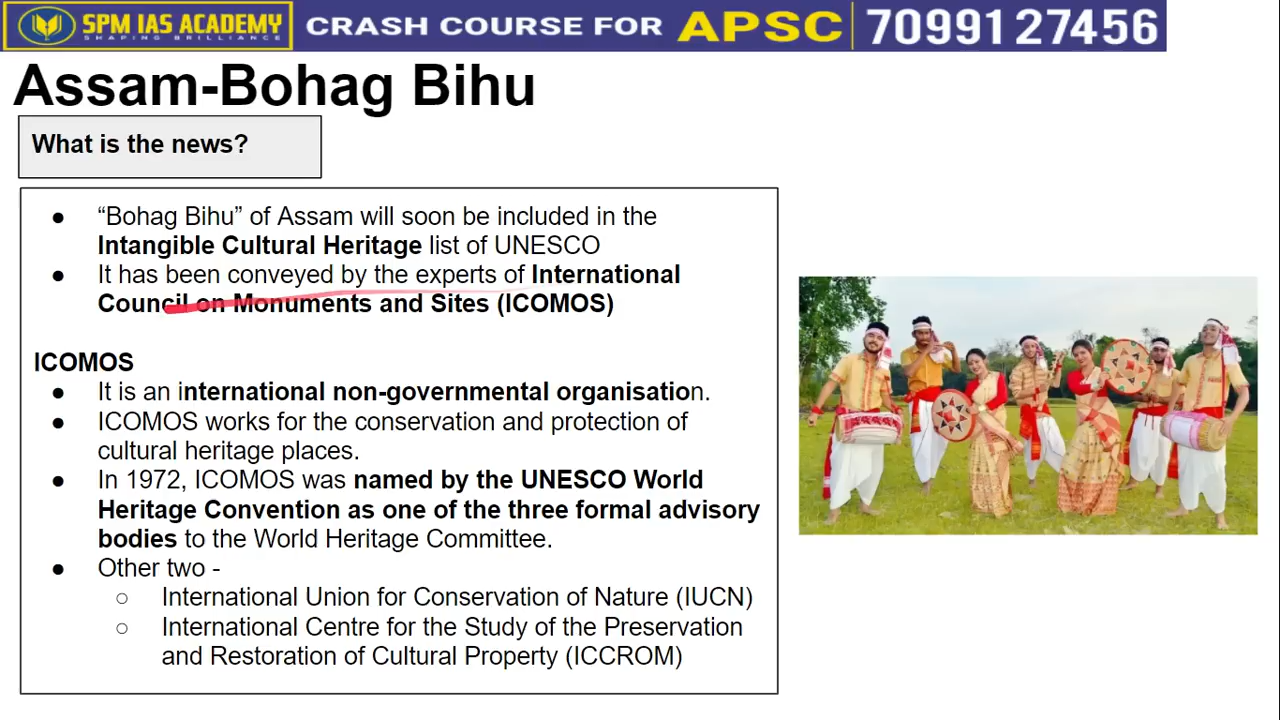 SPM IAS ACADEMY
SHAPING BRILLIANCE
CRASH COURSE FOR APSC 70991 27456
Assam-Bohag Bihu
What is the news?
● “Bohag Bihu” of Assam will soon be included in the
Intangible Cultural Heritage list of UNESCO
● It has been conveyed by the experts of International
Council on Monuments and Sites (ICOMOS)
ICOMOS
● It is an international non-governmental organisation.
● ICOMOS works for the conservation and protection of
cultural heritage places.
● In 1972, ICOMOS was named by the UNESCO World
Heritage Convention as one of the three formal advisory
bodies to the World Heritage Committee.
● Other two -
○ International Union for Conservation of Nature (IUCN)
○ International Centre for the Study of the Preservation
and Restoration of Cultural Property (ICCROM)